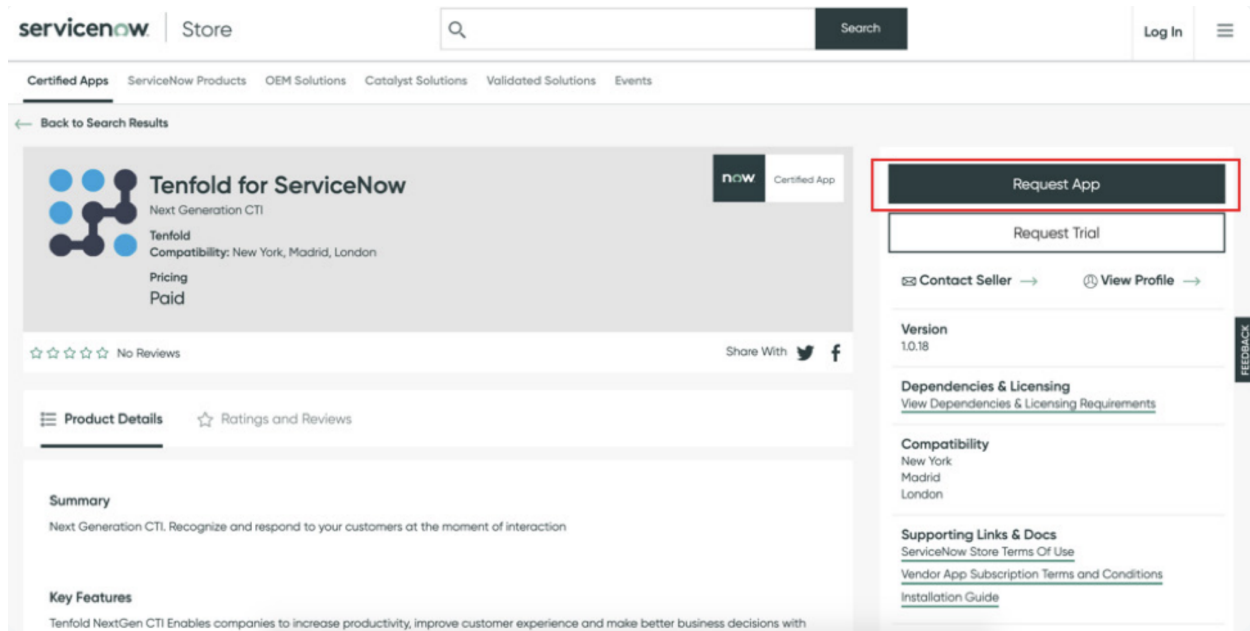 servicenow Store
Search
Log In
Certified Apps ServiceNow Products OEM Solutions Catalyst Solutions Validated Solutions Events
Back to Search Results
Tenfold for ServiceNow
Next Generation CTI
Tenfold
Compatibility: New York, Madrid, London
Pricing
Paid
now Certified App
No Reviews
Share With
Product Details Ratings and Reviews
Summary
Next Generation CTI. Recognize and respond to your customers at the moment of interaction
Key Features
Tenfold NextGen CTI Enables companies to increase productivity, improve customer experience and make better business decisions with
Request App
Request Trial
Contact Seller View Profile
Version
1.0.18
Dependencies & Licensing
View Dependencies & Licensing Requirements
Compatibility
New York
Madrid
London
Supporting Links & Docs
ServiceNow Store Terms Of Use
Vendor App Subscription Terms and Conditions
Installation Guide
FEEDBACK